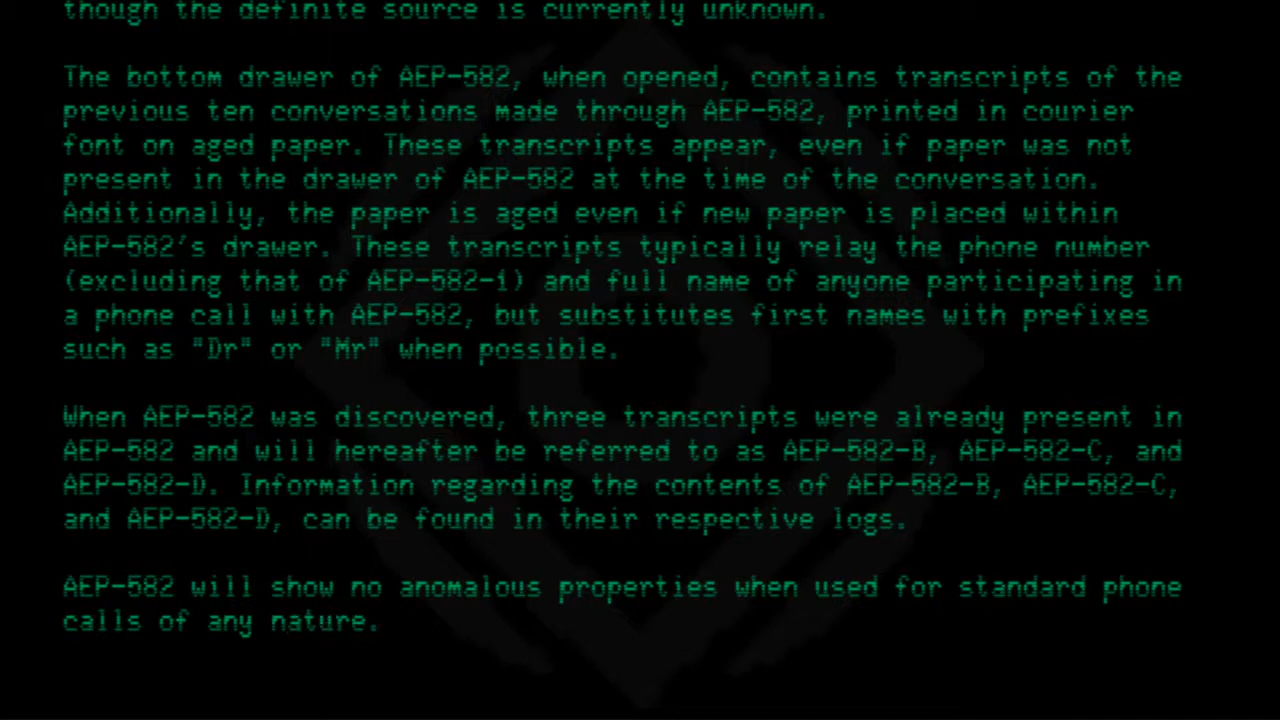 though the definite source is currently unknown.
The bottom drawer of AEP-582, when opened, contains transcripts of the
previous ten conversations made through AEP-582, printed in courier
font on aged paper. These transcripts appear, even if paper was not
present in the drawer of AEP-582 at the time of the conversation.
Additionally, the paper is aged even if new paper is placed within
AEP-582's drawer. These transcripts typically relay the phone number
(excluding that of AEP-582-1) and full name of anyone participating in
a phone call with AEP-582, but substitutes first names with prefixes
such as "Dr" or "Mr" when possible.
When AEP-582 was discovered, three transcripts were already present in
AEP-582 and will hereafter be referred to as AEP-582-B, AEP-582-C, and
AEP-582-D. Information regarding the contents of AEP-582-B, AEP-582-C,
and AEP-582-D, can be found in their respective logs.
AEP-582 will show no anomalous properties when used for standard phone
calls of any nature.